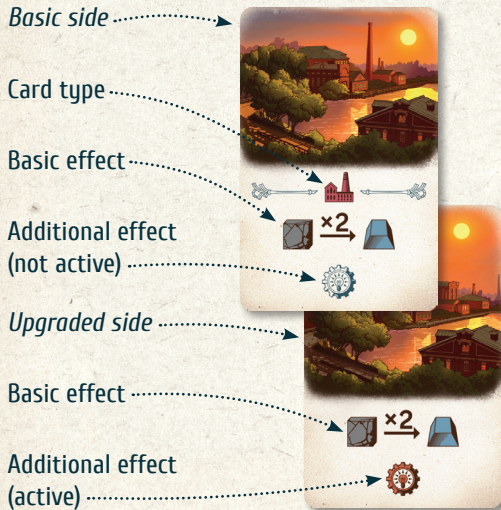 Basic side
Card type
Basic effect
×2
Additional effect
(not active)
Upgraded side
Basic effect
×2
Additional effect
(active)